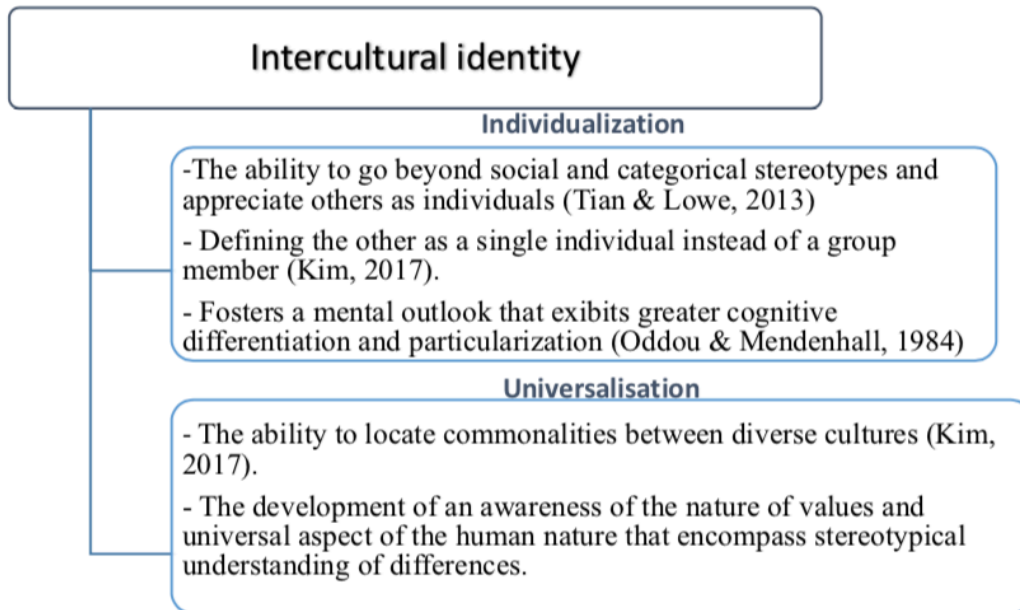 Intercultural identity
Individualization
-The ability to go beyond social and categorical stereotypes and
appreciate others as individuals (Tian & Lowe, 2013)
- Defining the other as a single individual instead of a group
member (Kim, 2017).
- Fosters a mental outlook that exibits greater cognitive
differentiation and particularization (Oddou & Mendenhall, 1984)
Universalisation
- The ability to locate commonalities between diverse cultures (Kim,
2017).
- The development of an awareness of the nature of values and
universal aspect of the human nature that encompass stereotypical
understanding of differences.